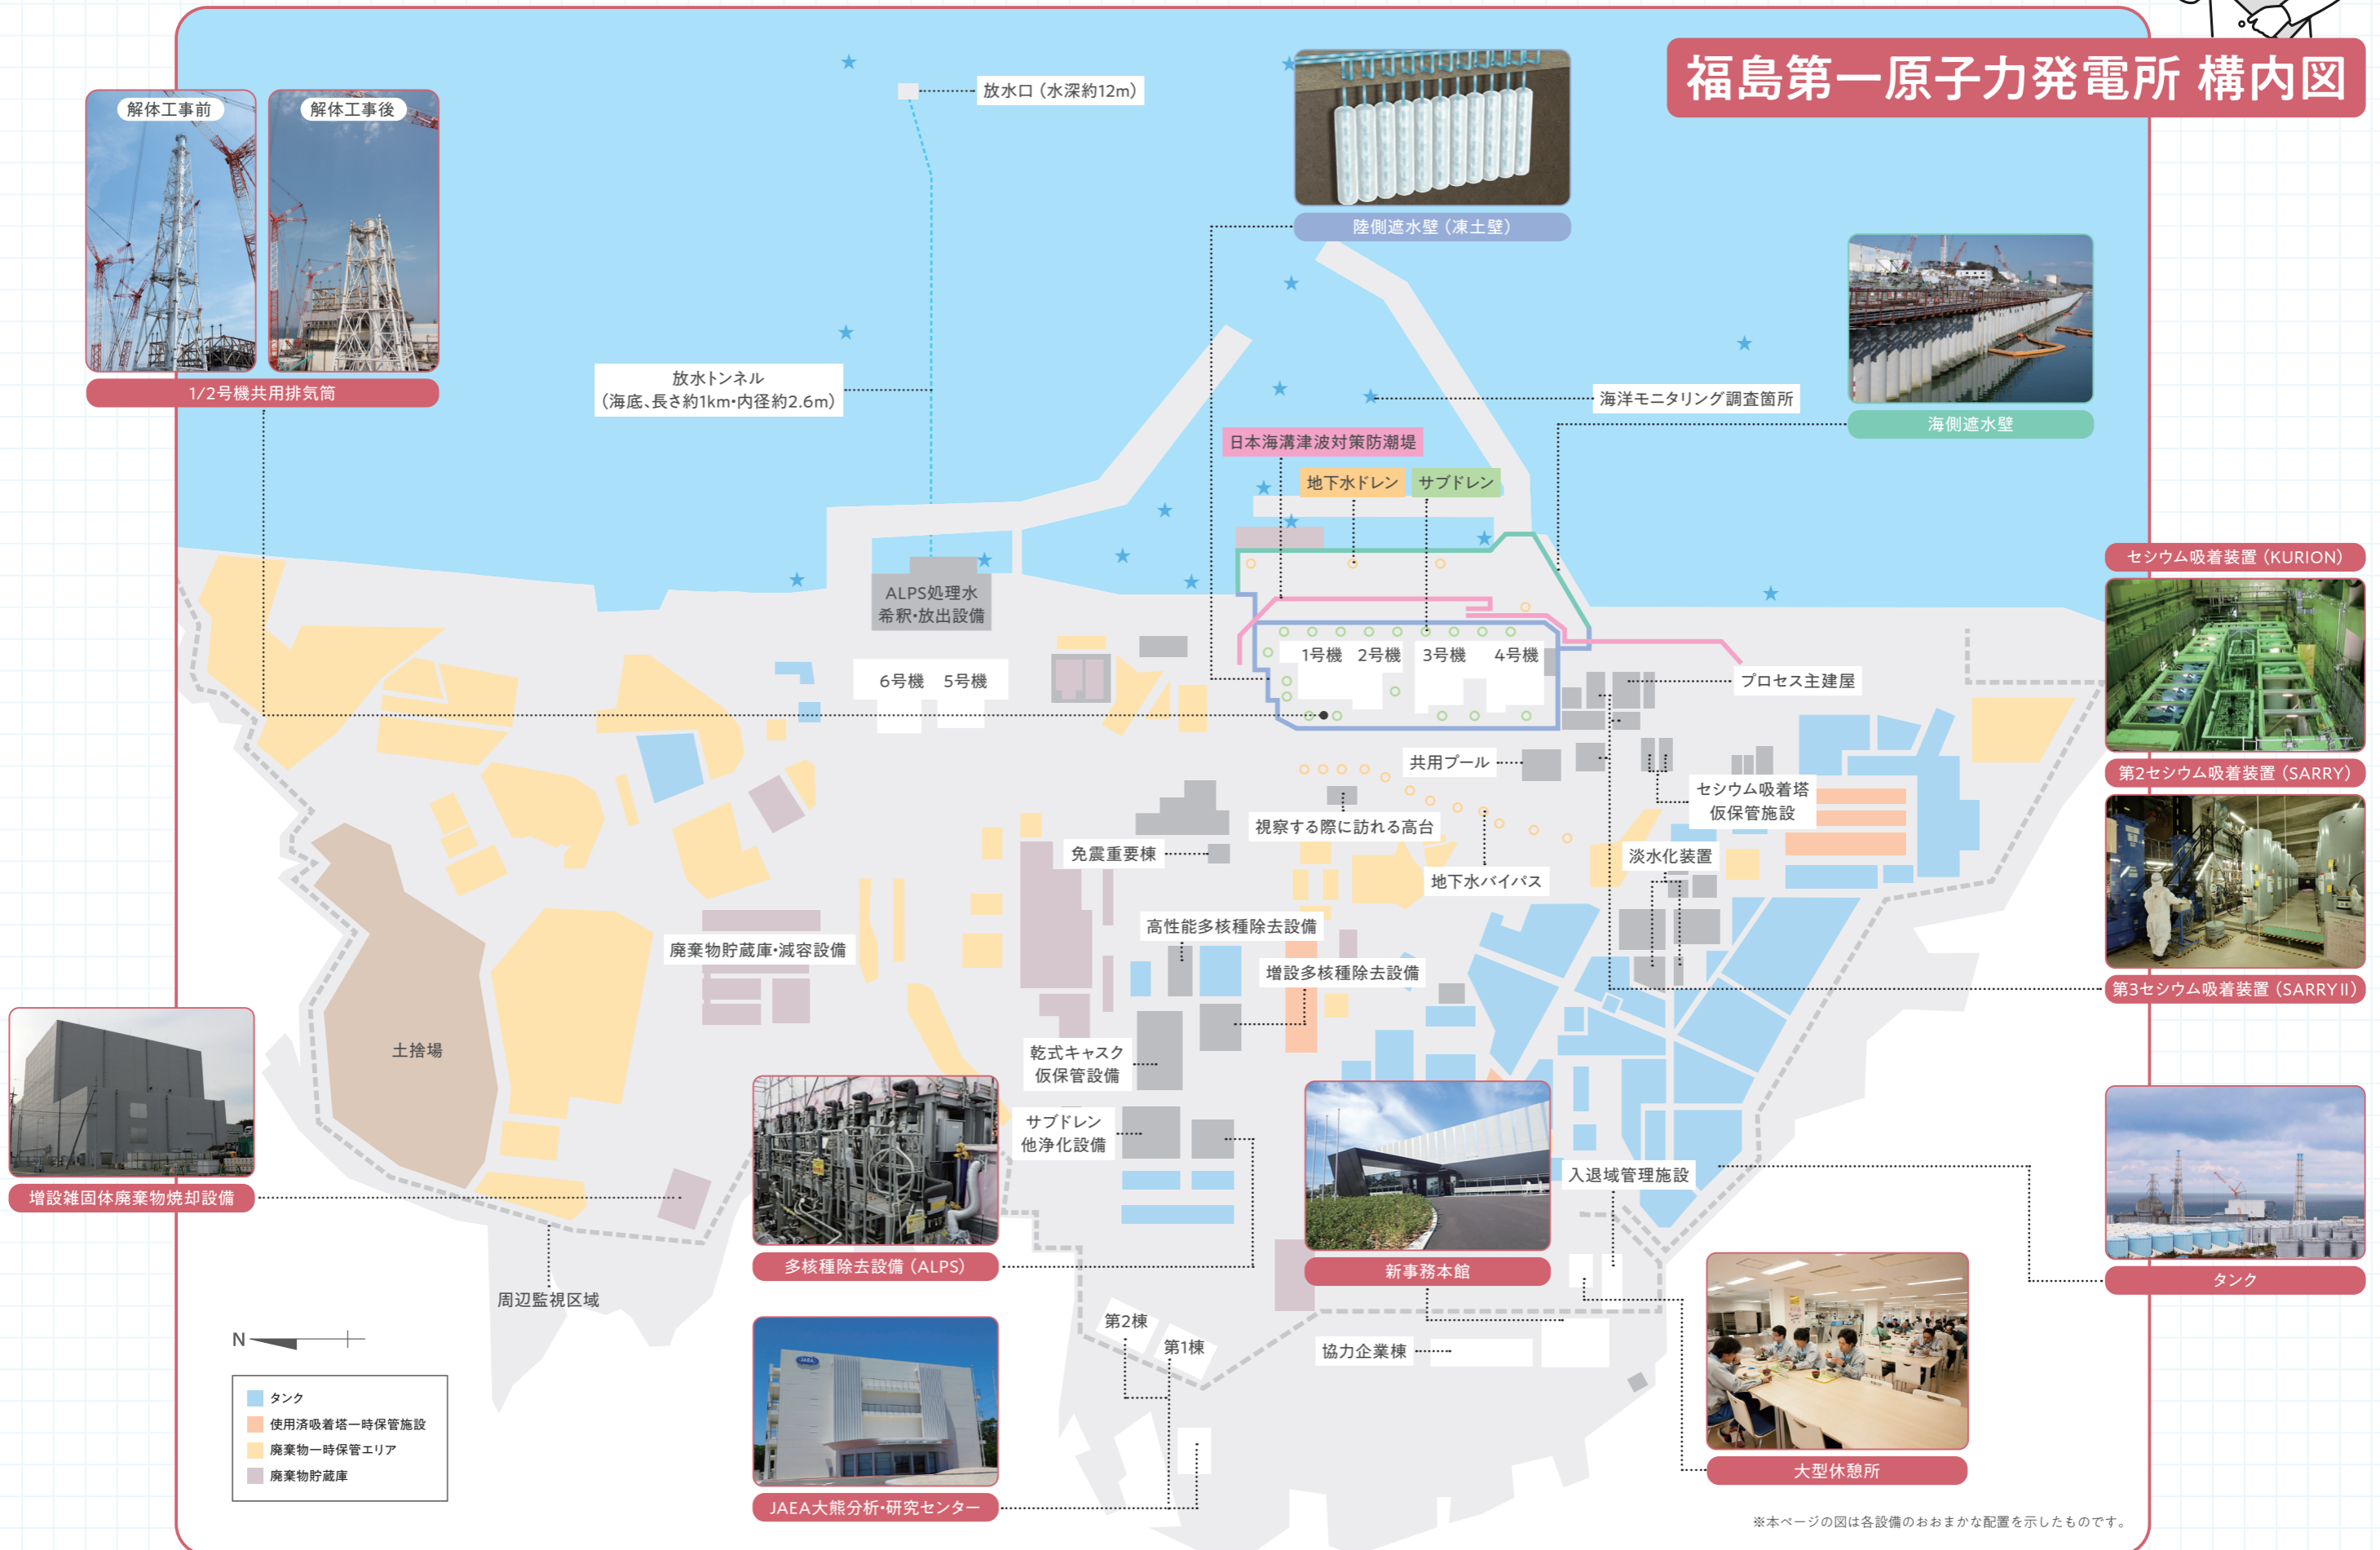 福島第一原子力発電所 構内図
解体工事前
解体工事後
1/2号機共用排気筒
放水口（水深約12m）
陸側遮水壁（凍土壁）
放水トンネル
（海底、長さ約1km・内径約2.6m）
海洋モニタリング調査箇所
海側遮水壁
日本海溝津波対策防潮堤
地下水ドレン
サブドレン
ALPS処理水
希釈・放出設備
6号機
5号機
1号機
2号機
3号機
4号機
プロセス主建屋
セシウム吸着装置（KURION）
第2セシウム吸着装置（SARRY）
第3セシウム吸着装置（SARRYⅡ）
共用プール
セシウム吸着塔
仮保管施設
視察する際に訪れる高台
免震重要棟
地下水バイパス
淡水化装置
高性能多核種除去設備
増設多核種除去設備
廃棄物貯蔵庫・減容設備
土捨場
乾式キャスク
仮保管設備
サブドレン
他浄化設備
増設雑固体廃棄物焼却設備
多核種除去設備（ALPS）
新事務本館
入退域管理施設
タンク
周辺監視区域
第2棟
第1棟
協力企業棟
大型休憩所
JAEA
JAEA大熊分析・研究センター
N
タンク
使用済吸着塔一時保管施設
廃棄物一時保管エリア
廃棄物貯蔵庫
※本ページの図は各設備のおおまかな配置を示したものです。